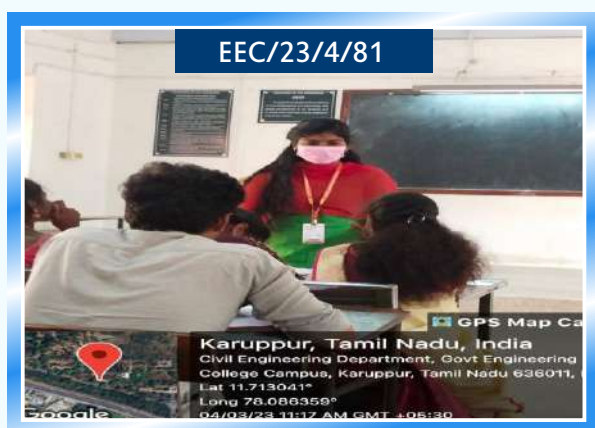 EEC/23/4/81
GPS Map Ca
Karuppur, Tamil Nadu, India
Civil Engineering Department, Govt Engineering
College Campus, Karuppur, Tamil Nadu 636011,
Lat 11.713041°
Long 78.086359°
04/03/23 11:17 AM GMT +05:30
Google